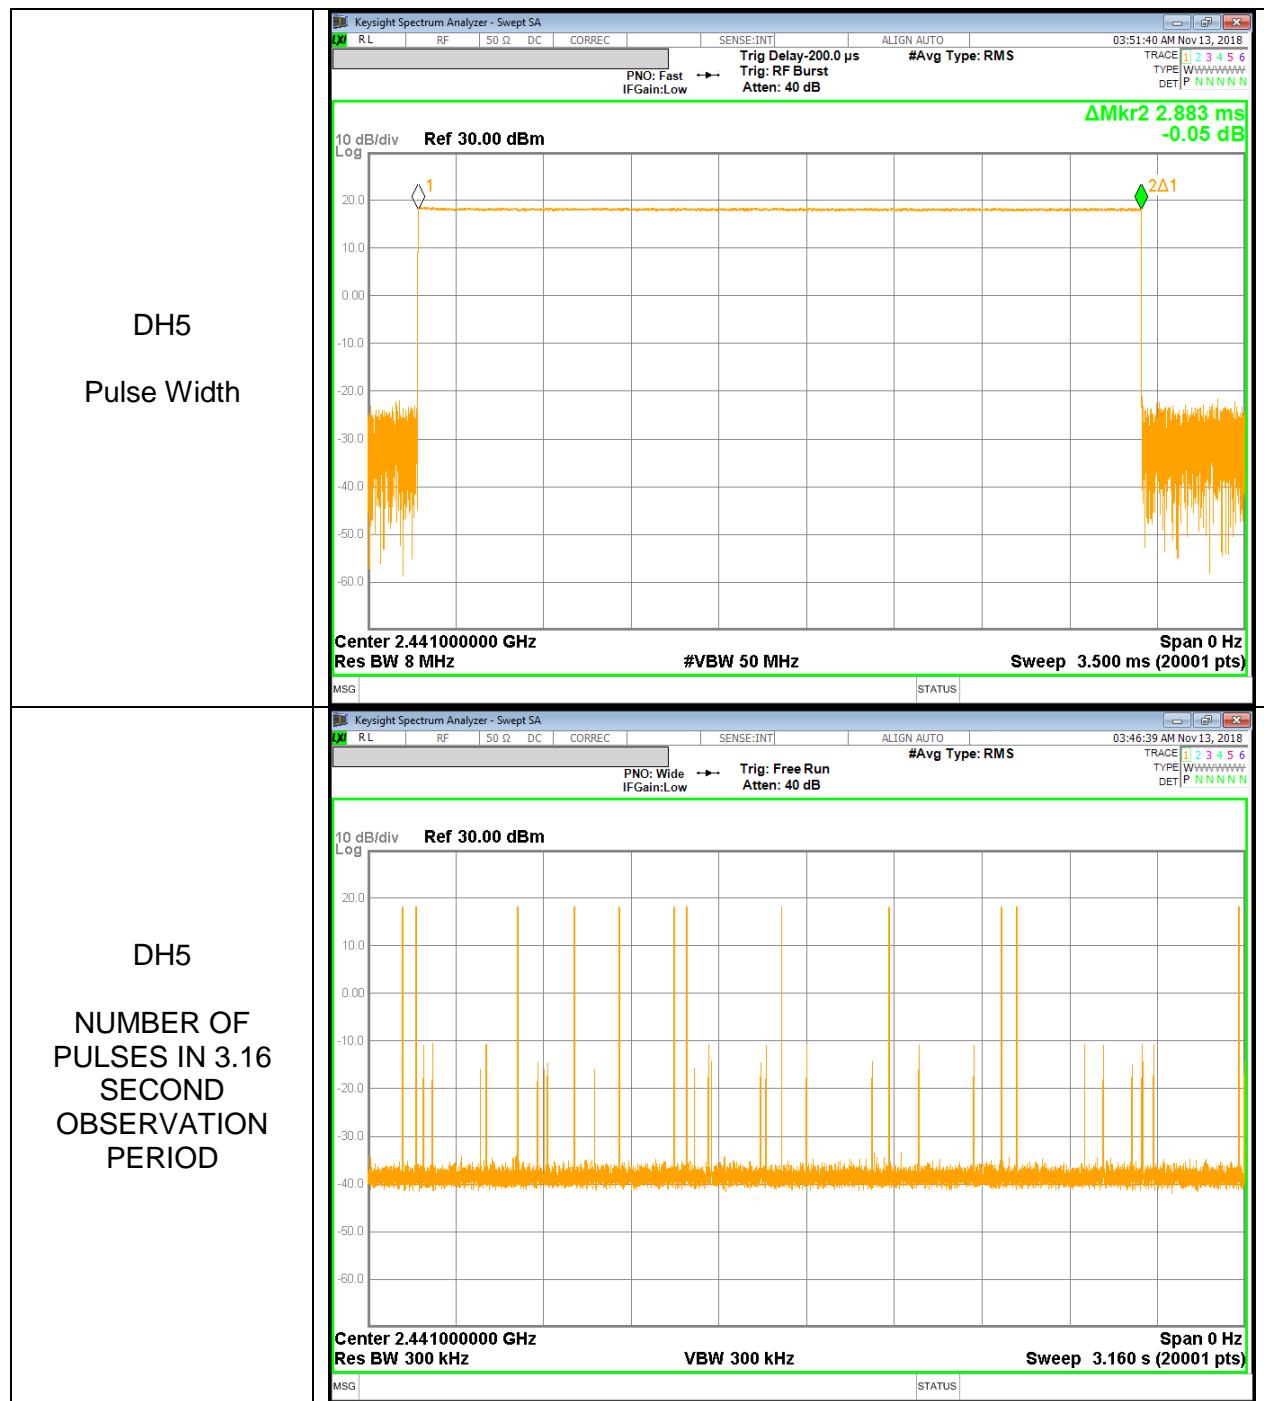 DH5
Pulse Width
Keysight Spectrum Analyzer - Swept SA
LXI RL RF 50 Ω DC CORREC SENSE:INT ALIGN AUTO 03:51:40 AM Nov 13, 2018
Trig Delay-200.0 µs #Avg Type: RMS TRACE 1 2 3 4 5 6
PNO: Fast Trig: RF Burst TYPE WWWWWWW
IFGain:Low Atten: 40 dB DET P N N N N N
ΔMkr2 2.883 ms
-0.05 dB
10 dB/div Ref 30.00 dBm
Log
1 2Δ1
20.0
10.0
0.00
-10.0
-20.0
-30.0
-40.0
-50.0
-60.0
Center 2.441000000 GHz Span 0 Hz
Res BW 8 MHz #VBW 50 MHz Sweep 3.500 ms (20001 pts)
MSG STATUS
DH5
NUMBER OF
PULSES IN 3.16
SECOND
OBSERVATION
PERIOD
Keysight Spectrum Analyzer - Swept SA
LXI RL RF 50 Ω DC CORREC SENSE:INT ALIGN AUTO 03:46:39 AM Nov 13, 2018
#Avg Type: RMS TRACE 1 2 3 4 5 6
PNO: Wide Trig: Free Run TYPE WWWWWWW
IFGain:Low Atten: 40 dB DET P N N N N N
10 dB/div Ref 30.00 dBm
Log
20.0
10.0
0.00
-10.0
-20.0
-30.0
-40.0
-50.0
-60.0
Center 2.441000000 GHz Span 0 Hz
Res BW 300 kHz VBW 300 kHz Sweep 3.160 s (20001 pts)
MSG STATUS